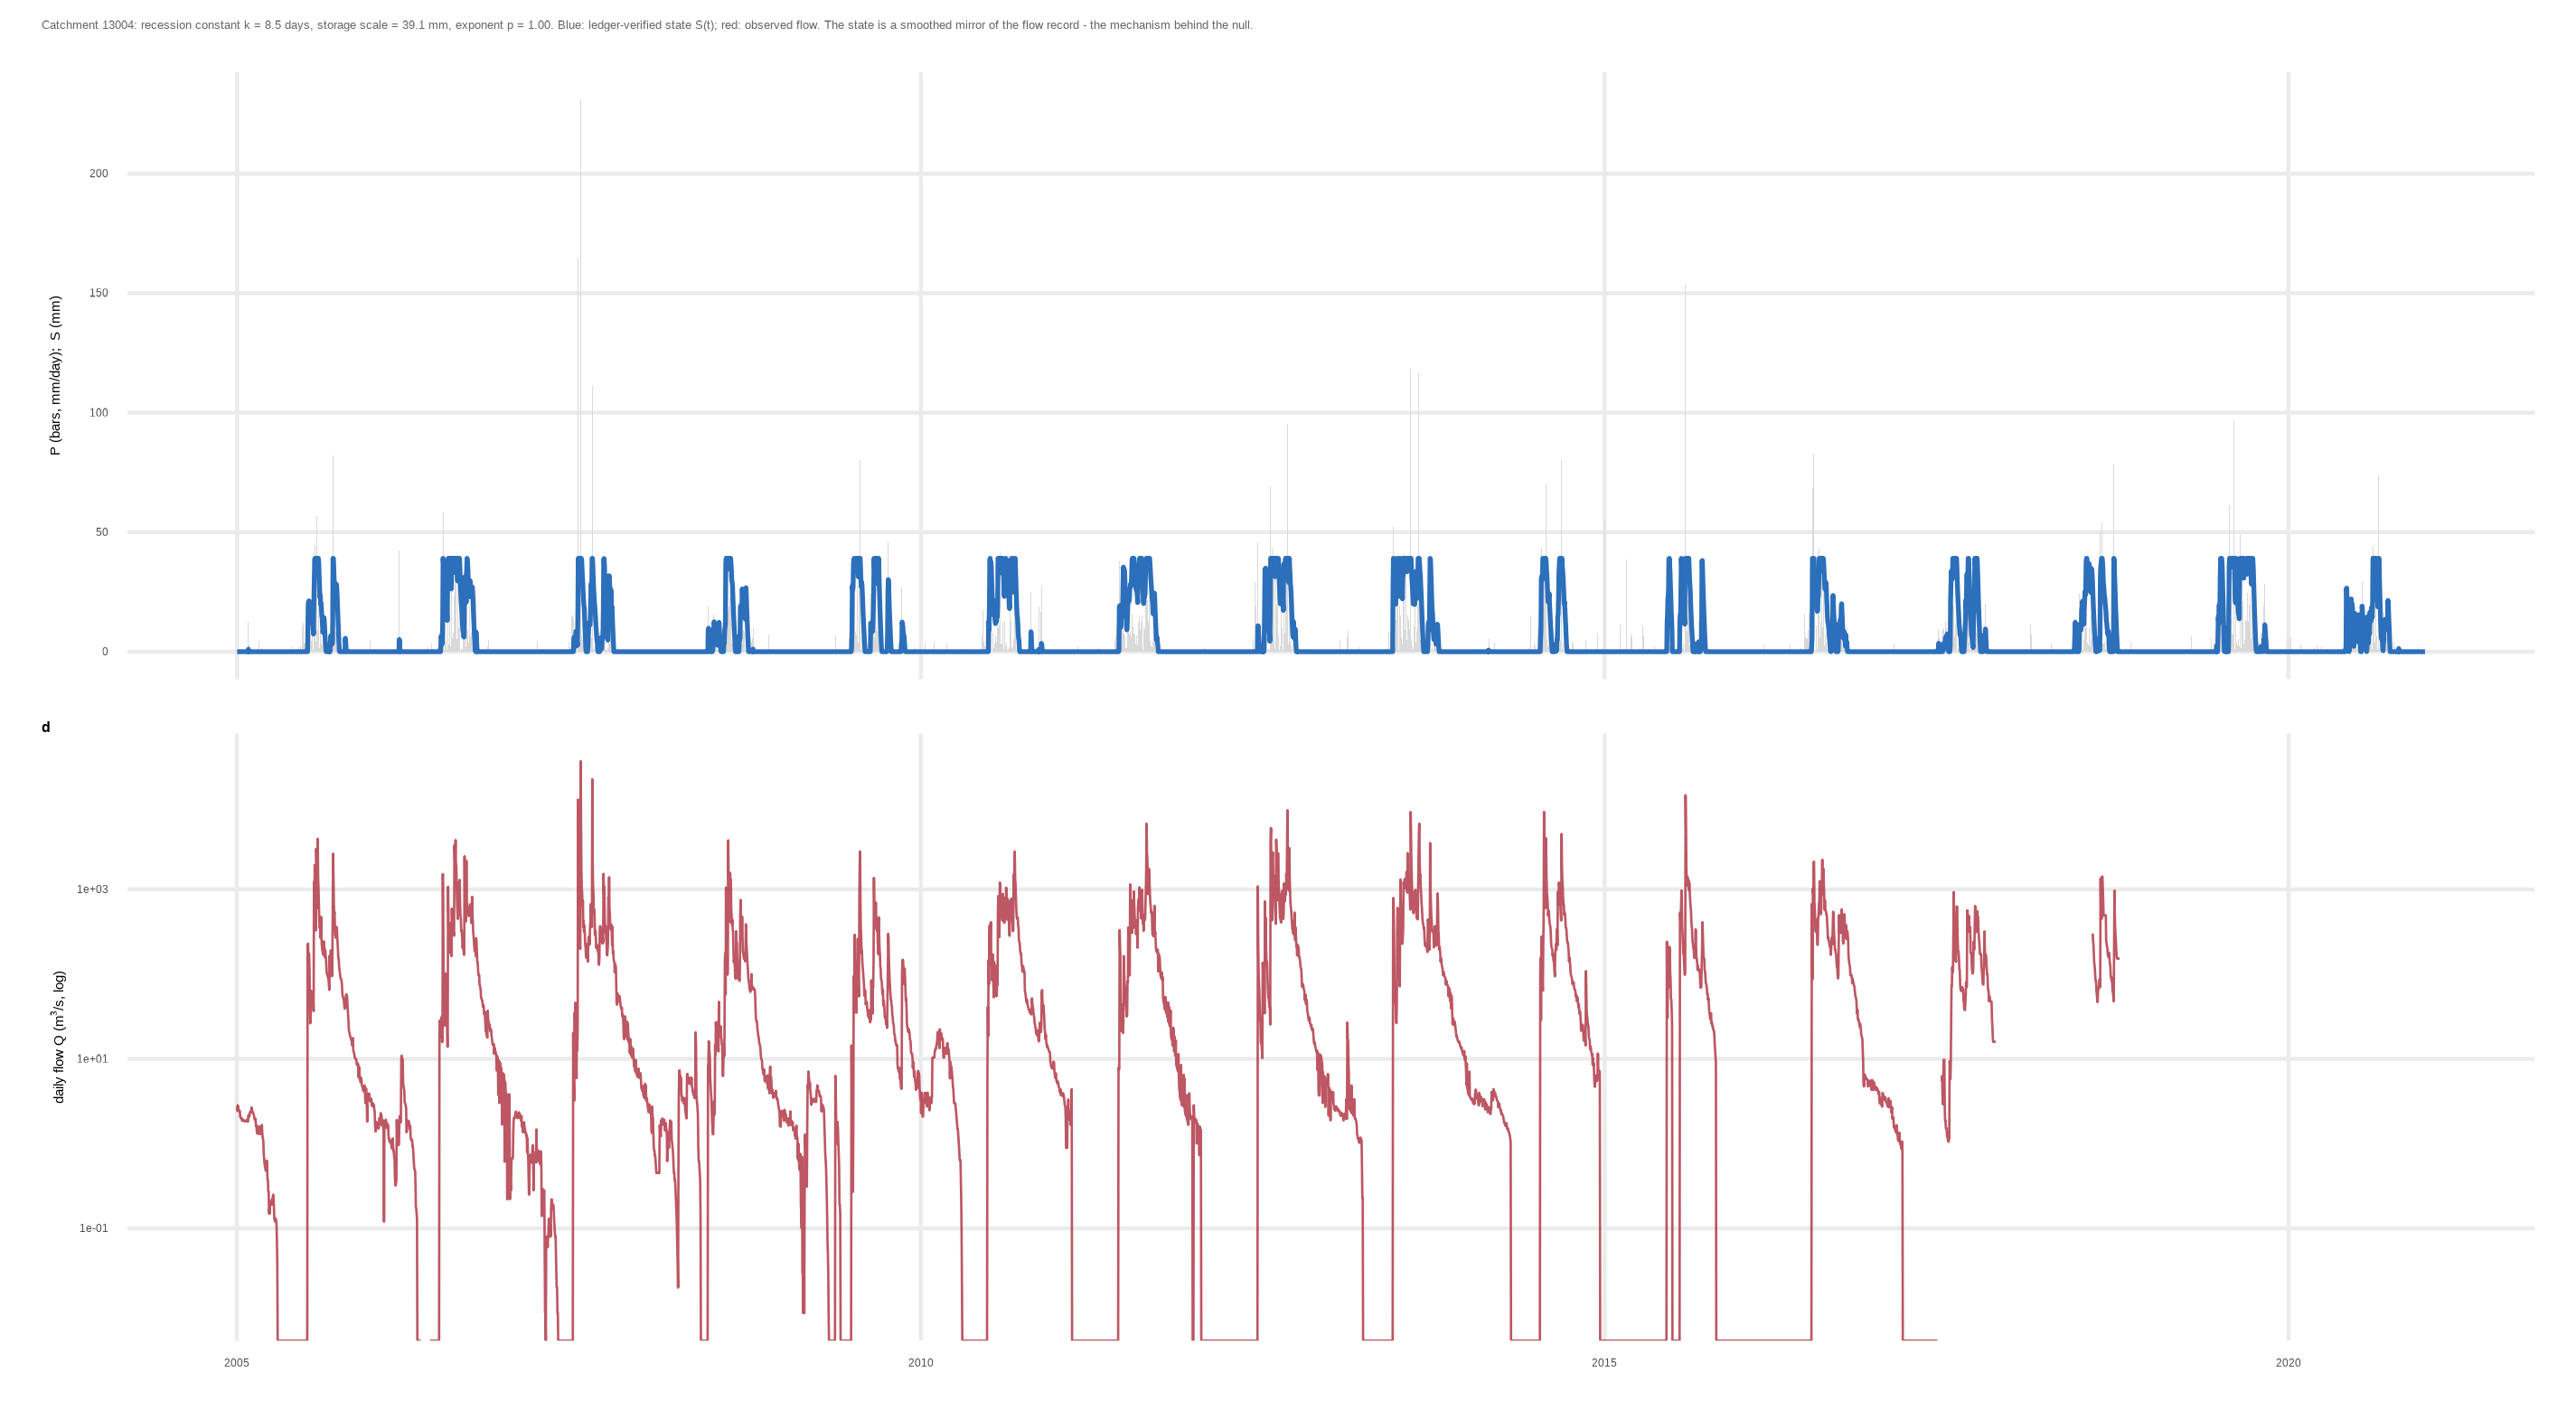 Catchment 13004: recession constant k = 8.5 days, storage scale = 39.1 mm, exponent p = 1.00. Blue: ledger-verified state S(t); red: observed flow. The state is a smoothed mirror of the flow record - the mechanism behind the null.
P (bars, mm/day);  S (mm)
200
150
100
50
0
d
daily flow Q (m³/s, log)
1e+03
1e+01
1e-01
2005
2010
2015
2020